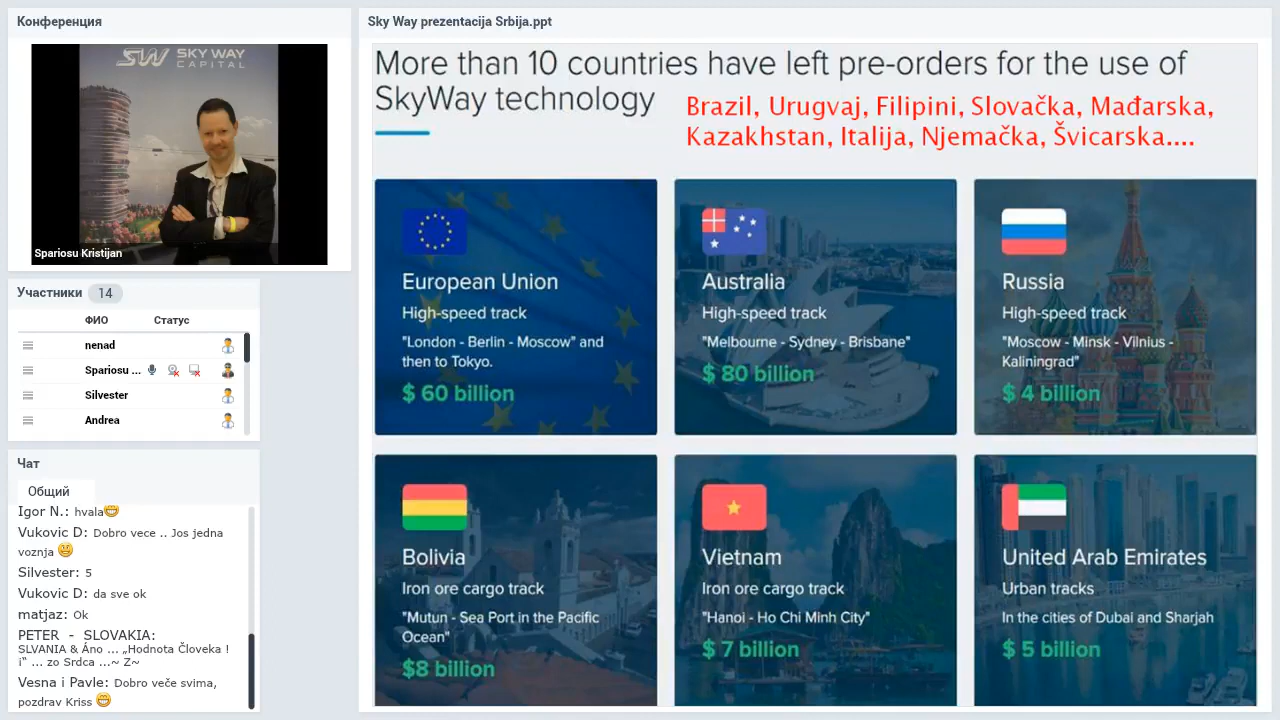 Конференция
SW SKY WAY
CAPITAL
Spariosu Kristijan
Участники 14
ФИО Статус
nenad
Spariosu ...
Silvester
Andrea
Чат
Общий
Igor N.: hvala
Vukovic D: Dobro vece .. Jos jedna
voznja
Silvester: 5
Vukovic D: da sve ok
matjaz: Ok
PETER - SLOVAKIA:
SLVANIA & Áno ... „Hodnota Človeka !
i“ ... zo Srdca ...~ Z~
Vesna i Pavle: Dobro veče svima,
pozdrav Kriss
Sky Way prezentacija Srbija.ppt
More than 10 countries have left pre-orders for the use of
SkyWay technology
Brazil, Urugvaj, Filipini, Slovačka, Mađarska,
Kazakhstan, Italija, Njemačka, Švicarska....
European Union
High-speed track
"London - Berlin - Moscow" and
then to Tokyo.
$ 60 billion
Australia
High-speed track
"Melbourne - Sydney - Brisbane"
$ 80 billion
Russia
High-speed track
"Moscow - Minsk - Vilnius -
Kaliningrad"
$ 4 billion
Bolivia
Iron ore cargo track
"Mutun - Sea Port in the Pacific
Ocean"
$8 billion
Vietnam
Iron ore cargo track
"Hanoi - Ho Chi Minh City"
$ 7 billion
United Arab Emirates
Urban tracks
In the cities of Dubai and Sharjah
$ 5 billion